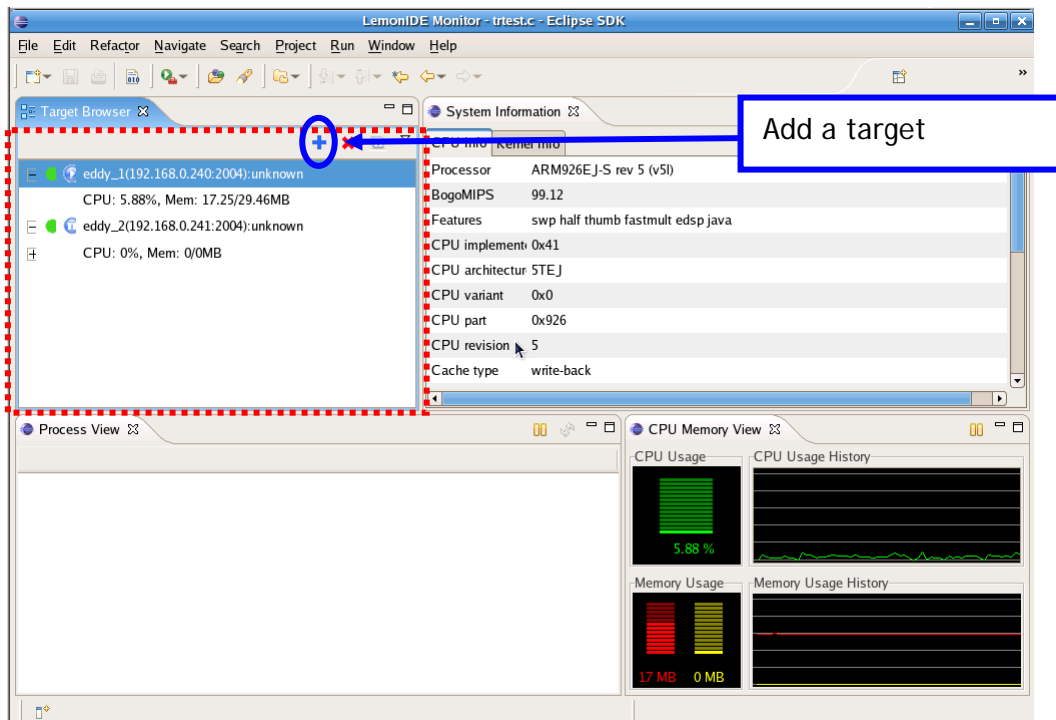 LemonIDE Monitor - trtest.c - Eclipse SDK
File Edit Refactor Navigate Search Project Run Window Help
Target Browser
System Information
Add a target
CPU Info Kernel Info
eddy_1(192.168.0.240:2004):unknown
CPU: 5.88%, Mem: 17.25/29.46MB
eddy_2(192.168.0.241:2004):unknown
CPU: 0%, Mem: 0/0MB
Processor ARM926EJ-S rev 5 (v5l)
BogoMIPS 99.12
Features swp half thumb fastmult edsp java
CPU implemente 0x41
CPU architectur 5TEJ
CPU variant 0x0
CPU part 0x926
CPU revision 5
Cache type write-back
Process View
CPU Memory View
CPU Usage CPU Usage History
5.88 %
Memory Usage Memory Usage History
17 MB 0 MB